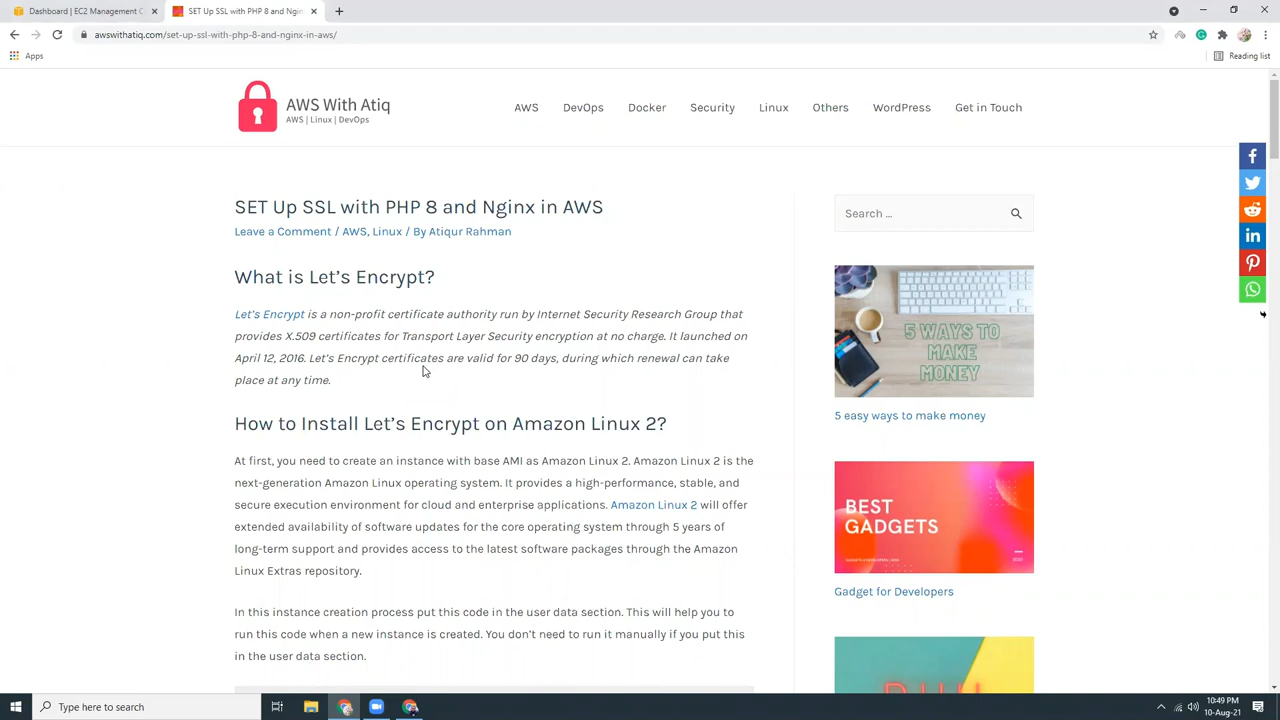 Dashboard | EC2 Management C
SET Up SSL with PHP 8 and Nginx
awswithatiq.com/set-up-ssl-with-php-8-and-nginx-in-aws/
Apps
Reading list
AWS With Atiq
AWS | Linux | DevOps
AWS
DevOps
Docker
Security
Linux
Others
WordPress
Get in Touch
SET Up SSL with PHP 8 and Nginx in AWS
Leave a Comment / AWS, Linux / By Atiqur Rahman
What is Let’s Encrypt?
Let’s Encrypt is a non-profit certificate authority run by Internet Security Research Group that
provides X.509 certificates for Transport Layer Security encryption at no charge. It launched on
April 12, 2016. Let’s Encrypt certificates are valid for 90 days, during which renewal can take
place at any time.
How to Install Let’s Encrypt on Amazon Linux 2?
At first, you need to create an instance with base AMI as Amazon Linux 2. Amazon Linux 2 is the
next-generation Amazon Linux operating system. It provides a high-performance, stable, and
secure execution environment for cloud and enterprise applications. Amazon Linux 2 will offer
extended availability of software updates for the core operating system through 5 years of
long-term support and provides access to the latest software packages through the Amazon
Linux Extras repository.
In this instance creation process put this code in the user data section. This will help you to
run this code when a new instance is created. You don’t need to run it manually if you put this
in the user data section.
Search ...
5 WAYS TO
MAKE
MONEY
5 easy ways to make money
BEST
GADGETS
Gadget for Developers
Type here to search
10:49 PM
10-Aug-21